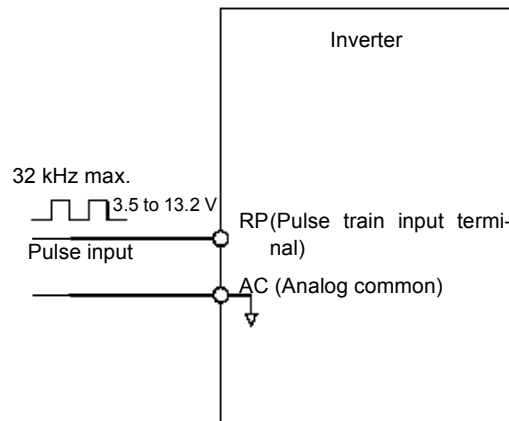 Inverter
32 kHz max.
3.5 to 13.2 V
RP(Pulse train input termi-
nal)
Pulse input
AC (Analog common)